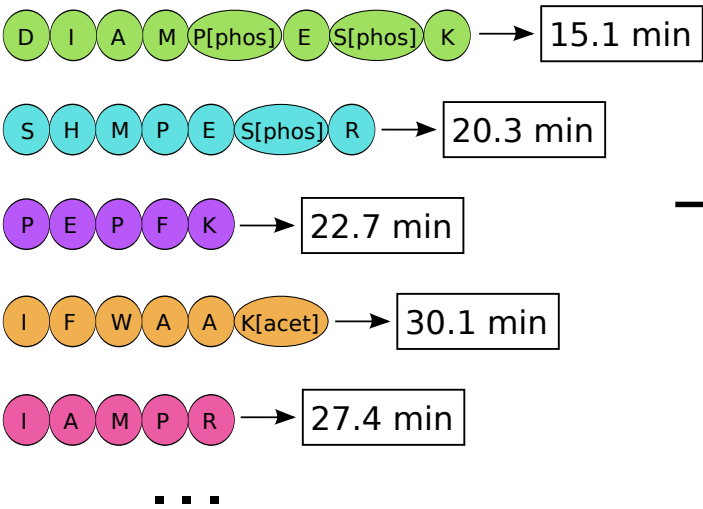 D I A M P[phos] E S[phos] K 15.1 min
S H M P E S[phos] R 20.3 min
P E P F K 22.7 min
I F W A A K[acet] 30.1 min
I A M P R 27.4 min
...